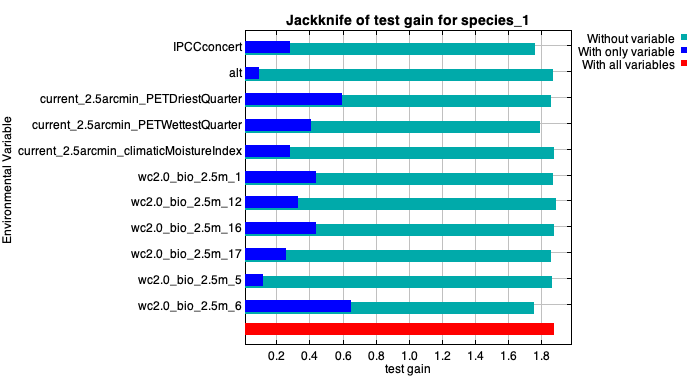 Jackknife of test gain for species_1
Without variable
With only variable
With all variables
Environmental Variable
IPCCconcert
alt
current_2.5arcmin_PETDriestQuarter
current_2.5arcmin_PETWettestQuarter
current_2.5arcmin_climaticMoistureIndex
wc2.0_bio_2.5m_1
wc2.0_bio_2.5m_12
wc2.0_bio_2.5m_16
wc2.0_bio_2.5m_17
wc2.0_bio_2.5m_5
wc2.0_bio_2.5m_6
0.2 0.4 0.6 0.8 1.0 1.2 1.4 1.6 1.8
test gain